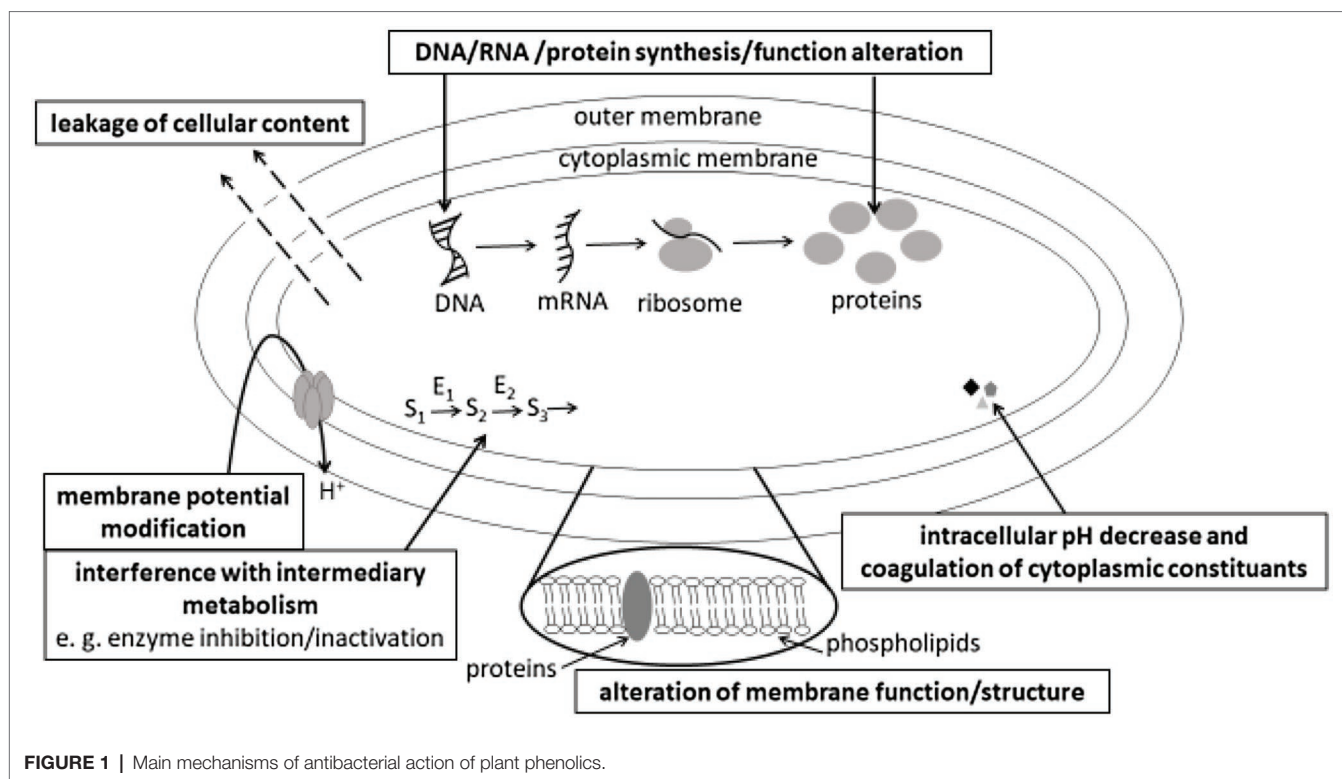 DNA/RNA /protein synthesis/function alteration
leakage of cellular content
outer membrane
cytoplasmic membrane
DNA
mRNA
ribosome
proteins
E1 E2
S1 S2 S3
H+
membrane potential
modification
interference with intermediary
metabolism
e. g. enzyme inhibition/inactivation
intracellular pH decrease and
coagulation of cytoplasmic constituants
proteins
phospholipids
alteration of membrane function/structure
FIGURE 1 | Main mechanisms of antibacterial action of plant phenolics.